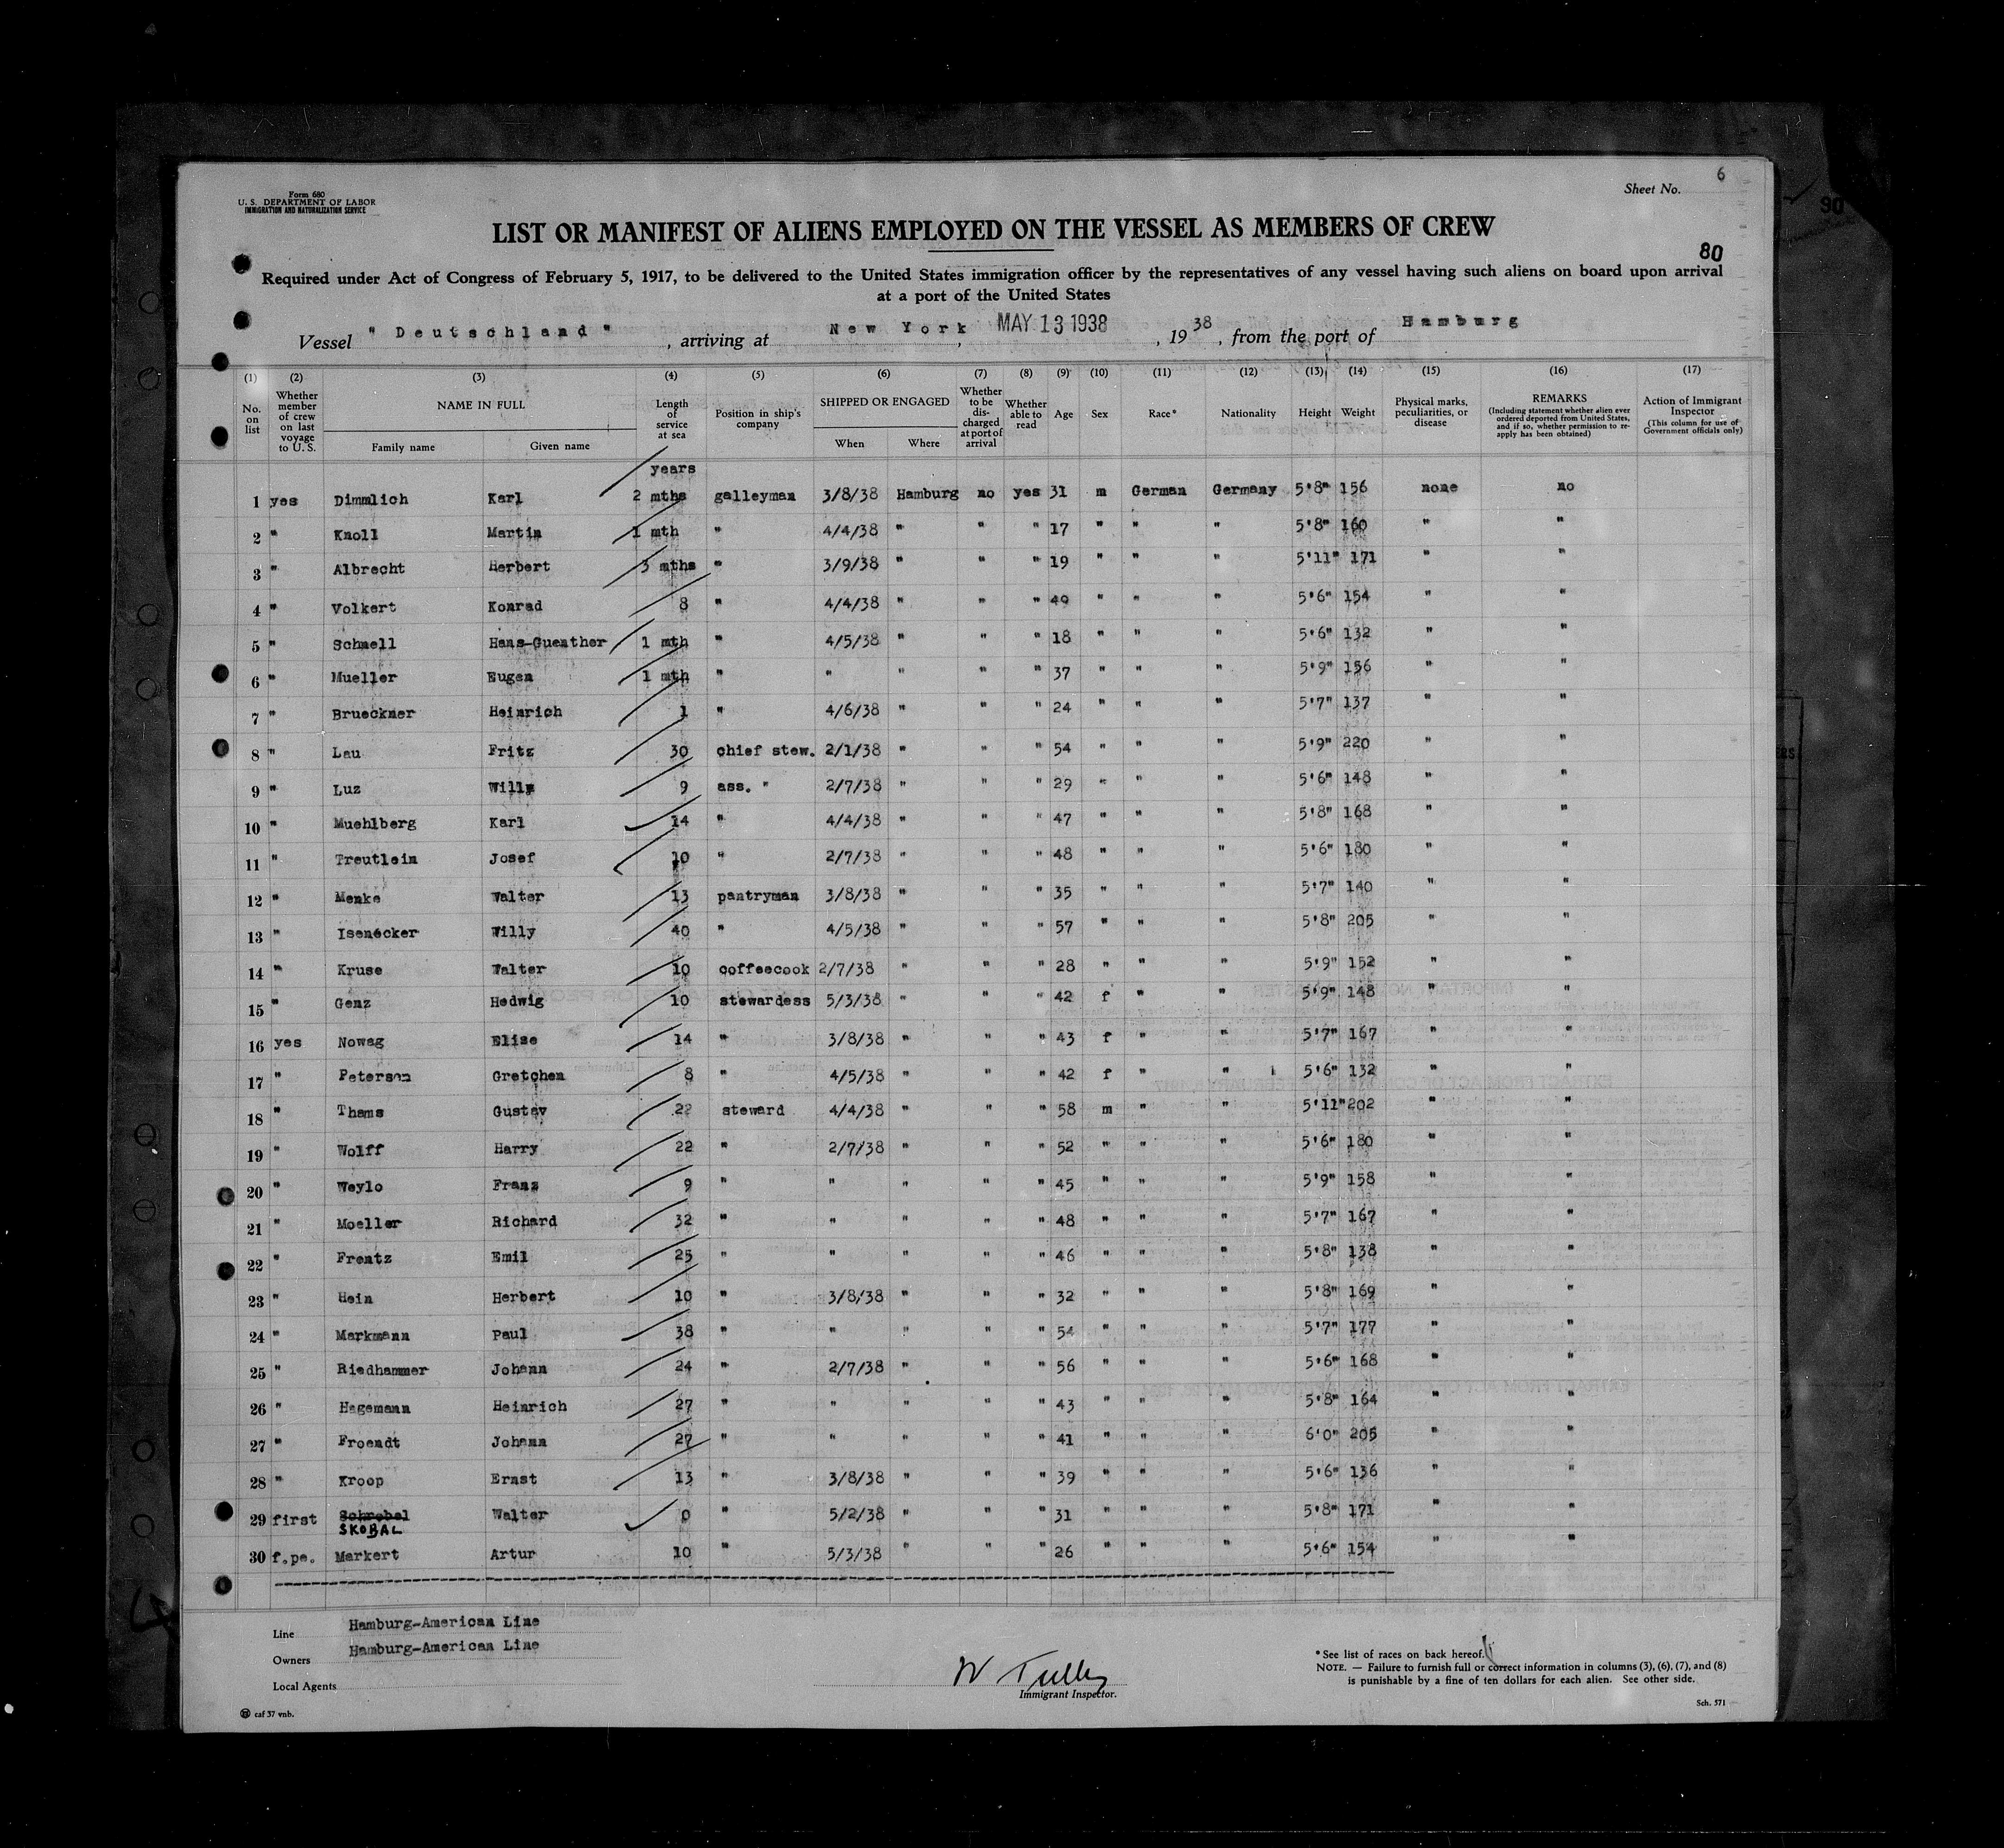 Form 680
U. S. DEPARTMENT OF LABOR
IMMIGRATION AND NATURALIZATION SERVICE
Sheet No. 6
90
LIST OR MANIFEST OF ALIENS EMPLOYED ON THE VESSEL AS MEMBERS OF CREW
80
Required under Act of Congress of February 5, 1917, to be delivered to the United States immigration officer by the representatives of any vessel having such aliens on board upon arrival
at a port of the United States
Vessel " Deutschland " , arriving at New York , MAY 13 1938 , 1938 , from the port of Hamburg
(1) (2) (3) (4) (5) (6) (7) (8) (9) (10) (11) (12) (13) (14) (15) (16) (17)
No. on list Whether member of crew on last voyage to U. S. NAME IN FULL Family name Given name Length of service at sea Position in ship's company SHIPPED OR ENGAGED When Where Whether to be discharged at port of arrival Whether able to read Age Sex Race* Nationality Height Weight Physical marks, peculiarities, or disease REMARKS (Including statement whether alien ever ordered deported from United States, and if so, whether permission to reapply has been obtained) Action of Immigrant Inspector (This column for use of Government officials only)
years
1 yes Dimmlich Karl 2 mths galleyman 3/8/38 Hamburg no yes 31 m German Germany 5'8" 156 none no
2 " Knoll Martin 1 mth " 4/4/38 " " " 17 " " " 5'8" 160 " "
3 " Albrecht Herbert 3 mths " 3/9/38 " " " 19 " " " 5'11" 171 " "
4 " Volkert Konrad 8 " 4/4/38 " " " 49 " " " 5'6" 154 " "
5 " Schnell Hans-Guenther 1 mth " 4/5/38 " " " 18 " " " 5'6" 132 " "
6 " Mueller Eugen 1 mth " " " " " 37 " " " 5'9" 156 " "
7 " Brueckner Heinrich 1 " 4/6/38 " " " 24 " " " 5'7" 137 " "
8 " Lau Fritz 30 chief stew. 2/1/38 " " " 54 " " " 5'9" 220 " "
9 " Luz Willy 9 ass. " 2/7/38 " " " 29 " " " 5'6" 148 " "
10 " Muehlberg Karl 14 " 4/4/38 " " " 47 " " " 5'8" 168 " "
11 " Treutlein Josef 10 " 2/7/38 " " " 48 " " " 5'6" 180 " "
12 " Menke Walter 13 pantryman 3/8/38 " " " 35 " " " 5'7" 140 " "
13 " Isenecker Willy 40 " 4/5/38 " " " 57 " " " 5'8" 205 " "
14 " Kruse Walter 10 coffeecook 2/7/38 " " " 28 " " " 5'9" 152 " "
15 " Genz Hedwig 10 stewardess 5/3/38 " " " 42 f " " 5'9" 148 " "
16 yes Nowag Elise 14 " 3/8/38 " " " 43 f " " 5'7" 167 " "
17 " Peterson Gretchen 8 " 4/5/38 " " " 42 f " " 5'6" 132 " "
18 " Thams Gustav 22 steward 4/4/38 " " " 58 m " " 5'11" 202 " "
19 " Wolff Harry 22 " 2/7/38 " " " 52 " " " 5'6" 180 " "
20 " Weylo Franz 9 " " " " " 45 " " " 5'9" 158 " "
21 " Moeller Richard 32 " " " " " 48 " " " 5'7" 167 " "
22 " Frentz Emil 25 " " " " " 46 " " " 5'8" 138 " "
23 " Hein Herbert 10 " 3/8/38 " " " 32 " " " 5'8" 169 " "
24 " Markmann Paul 38 " " " " " 54 " " " 5'7" 177 " "
25 " Riedhammer Johann 24 " 2/7/38 " " " 56 " " " 5'6" 168 " "
26 " Hagemann Heinrich 27 " " " " " 43 " " " 5'8" 164 " "
27 " Froendt Johann 27 " " " " " 41 " " " 6'0" 205 " "
28 " Kroop Ernst 13 " 3/8/38 " " " 39 " " " 5'6" 136 " "
29 first Schrobal Walter 0 " 5/2/38 " " " 31 " " " 5'8" 171 " "
SKOBAL
30 f.pe. Markert Artur 10 " 5/3/38 " " " 26 " " " 5'6" 154 " "
Line Hamburg-American Line
Owners Hamburg-American Line
Local Agents
W Tully
Immigrant Inspector.
* See list of races on back hereof.
NOTE. — Failure to furnish full or correct information in columns (3), (6), (7), and (8)
is punishable by a fine of ten dollars for each alien. See other side.
caf 37 vnb.
Sch. 571